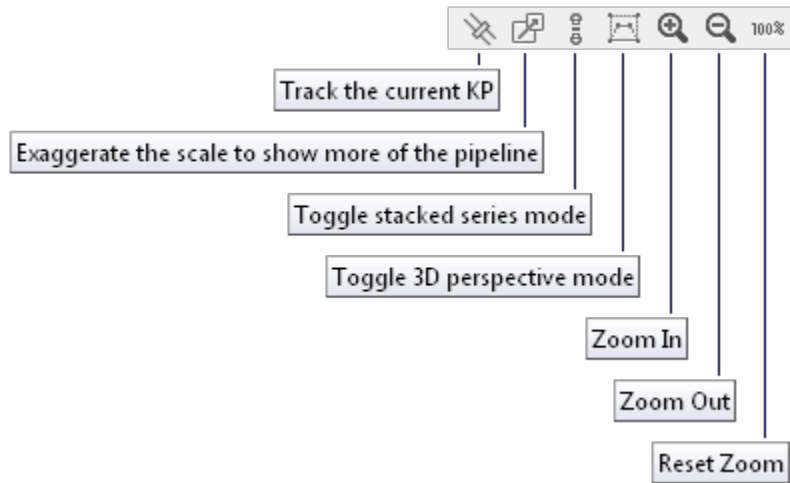 100%
Track the current KP
Exaggerate the scale to show more of the pipeline
Toggle stacked series mode
Toggle 3D perspective mode
Zoom In
Zoom Out
Reset Zoom